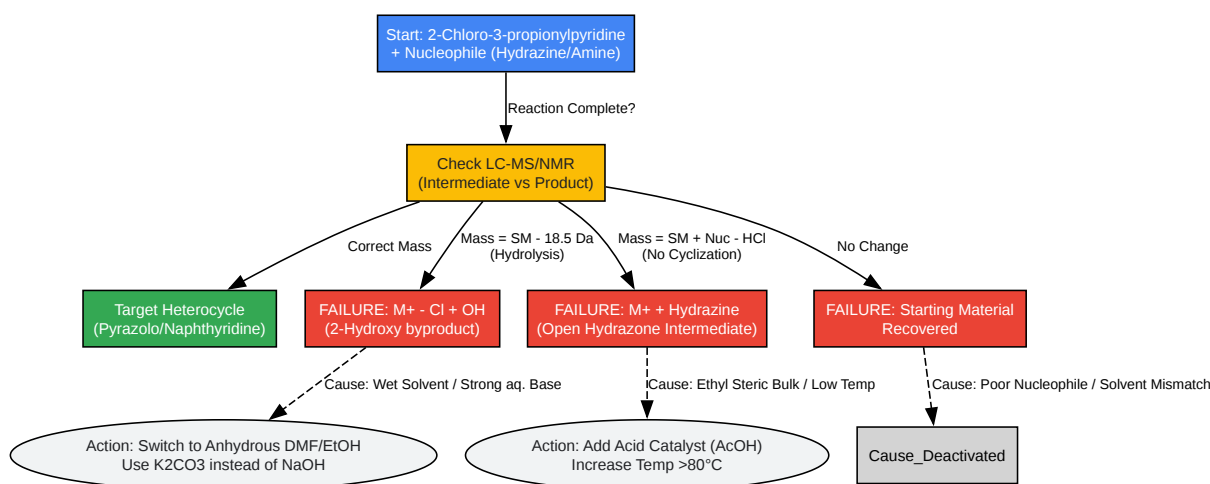 Start: 2-Chloro-3-propionylpyridine
+ Nucleophile (Hydrazine/Amine)
Reaction Complete?
Check LC-MS/NMR
(Intermediate vs Product)
Correct Mass
Mass = SM - 18.5 Da
(Hydrolysis)
Mass = SM + Nuc - HCl
(No Cyclization)
No Change
Target Heterocycle
(Pyrazolo/Naphthyridine)
FAILURE: M+ - Cl + OH
(2-Hydroxy byproduct)
FAILURE: M+ + Hydrazine
(Open Hydrazone Intermediate)
FAILURE: Starting Material
Recovered
Cause: Wet Solvent / Strong aq. Base
Cause: Ethyl Steric Bulk / Low Temp
Cause: Poor Nucleophile / Solvent Mismatch
Action: Switch to Anhydrous DMF/EtOH
Use K2CO3 instead of NaOH
Action: Add Acid Catalyst (AcOH)
Increase Temp >80°C
Cause_Deactivated